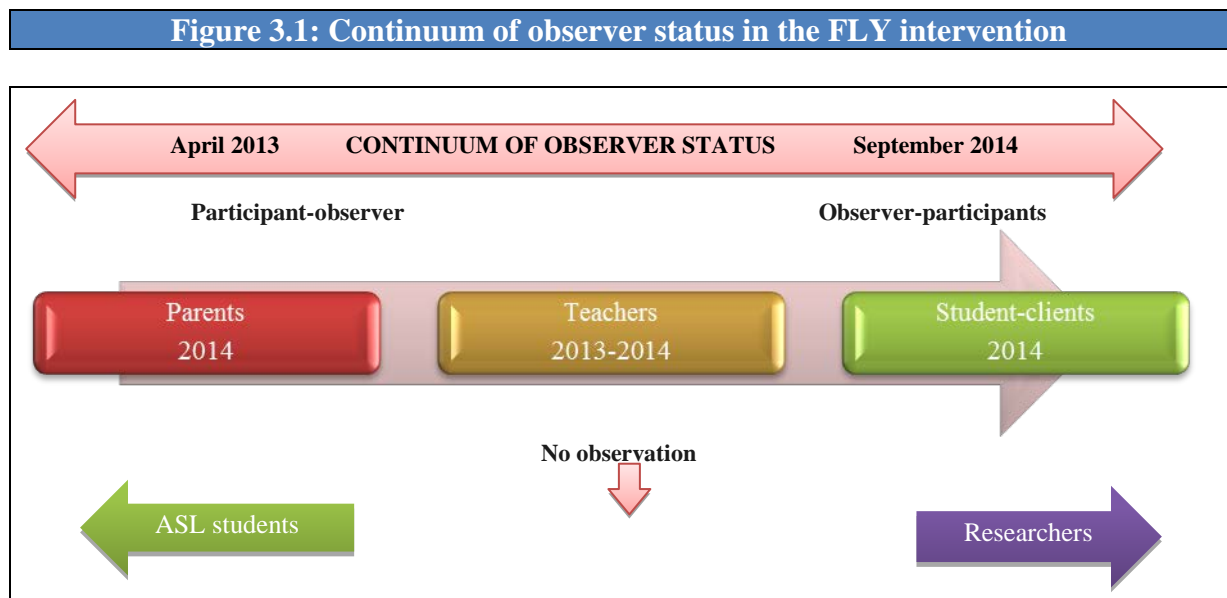 Figure 3.1: Continuum of observer status in the FLY intervention
April 2013 CONTINUUM OF OBSERVER STATUS September 2014
Participant-observer Observer-participants
Parents Teachers Student-clients
2014 2013-2014 2014
No observation
ASL students Researchers